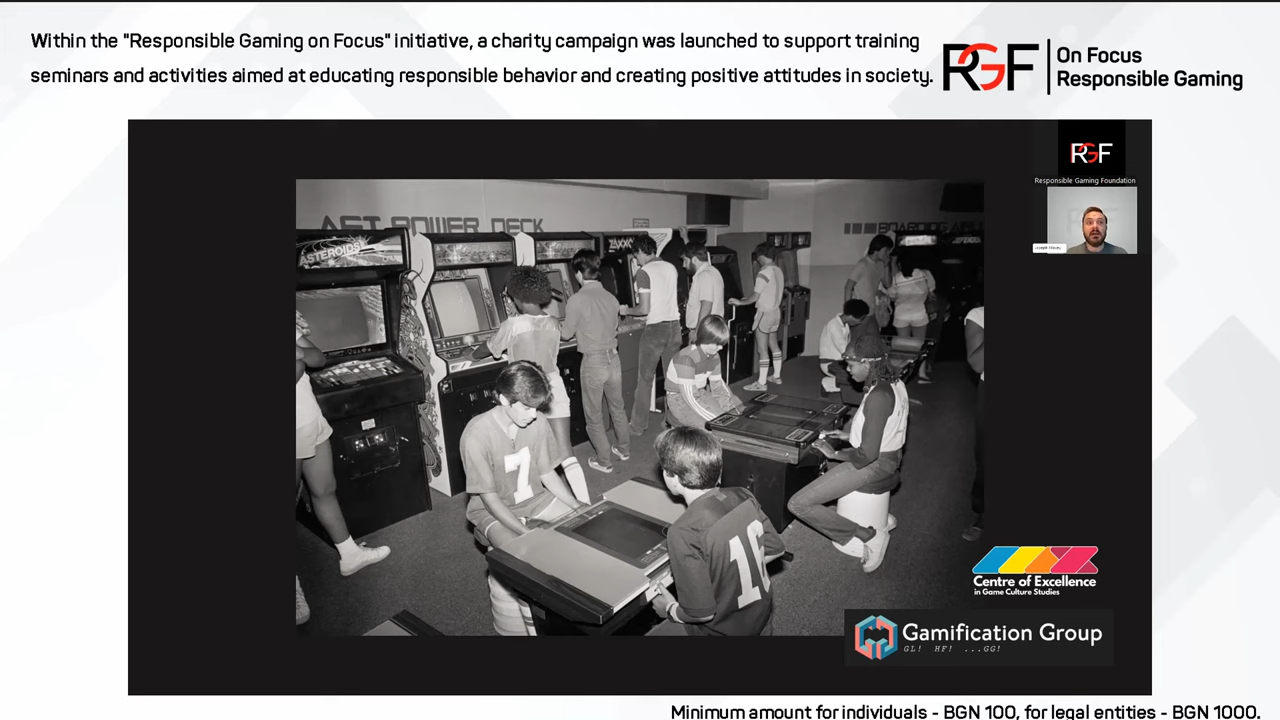 Within the "Responsible Gaming on Focus" initiative, a charity campaign was launched to support training
seminars and activities aimed at educating responsible behavior and creating positive attitudes in society.
RGF
On Focus
Responsible Gaming
RGF
Responsible Gaming Foundation
AST POWER DECK
ASTEROIDS
ZAXXON
7
10
Centre of Excellence
in Game Culture Studies
Gamification Group
GL! HF! ...GG!
Minimum amount for individuals - BGN 100, for legal entities - BGN 1000.